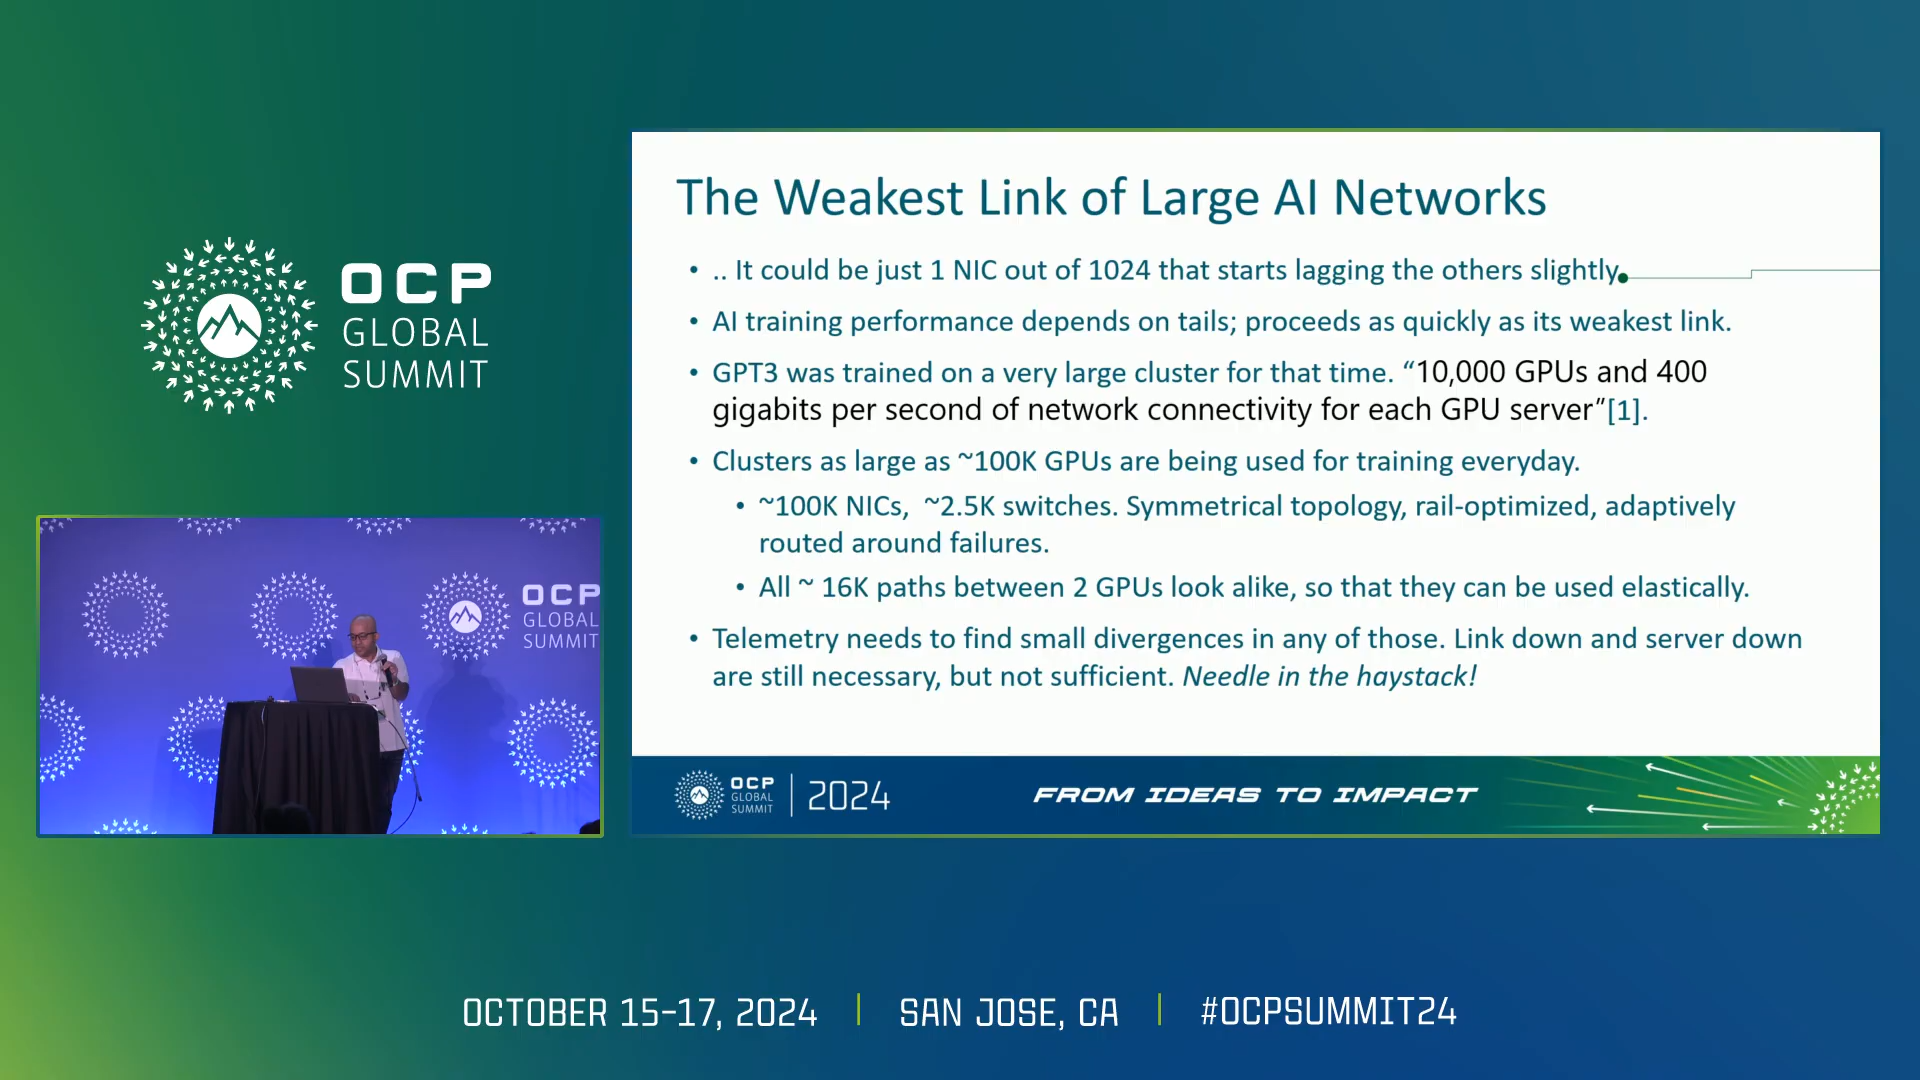 OCP
GLOBAL
SUMMIT
The Weakest Link of Large AI Networks
• .. It could be just 1 NIC out of 1024 that starts lagging the others slightly.
• AI training performance depends on tails; proceeds as quickly as its weakest link.
• GPT3 was trained on a very large cluster for that time. “10,000 GPUs and 400
gigabits per second of network connectivity for each GPU server”[1].
• Clusters as large as ~100K GPUs are being used for training everyday.
• ~100K NICs, ~2.5K switches. Symmetrical topology, rail-optimized, adaptively
routed around failures.
• All ~ 16K paths between 2 GPUs look alike, so that they can be used elastically.
• Telemetry needs to find small divergences in any of those. Link down and server down
are still necessary, but not sufficient. Needle in the haystack!
OCP
GLOBAL
SUMMIT
2024
FROM IDEAS TO IMPACT
OCP
GLOBAL
SUMMIT
OCTOBER 15-17, 2024 | SAN JOSE, CA | #OCPSUMMIT24